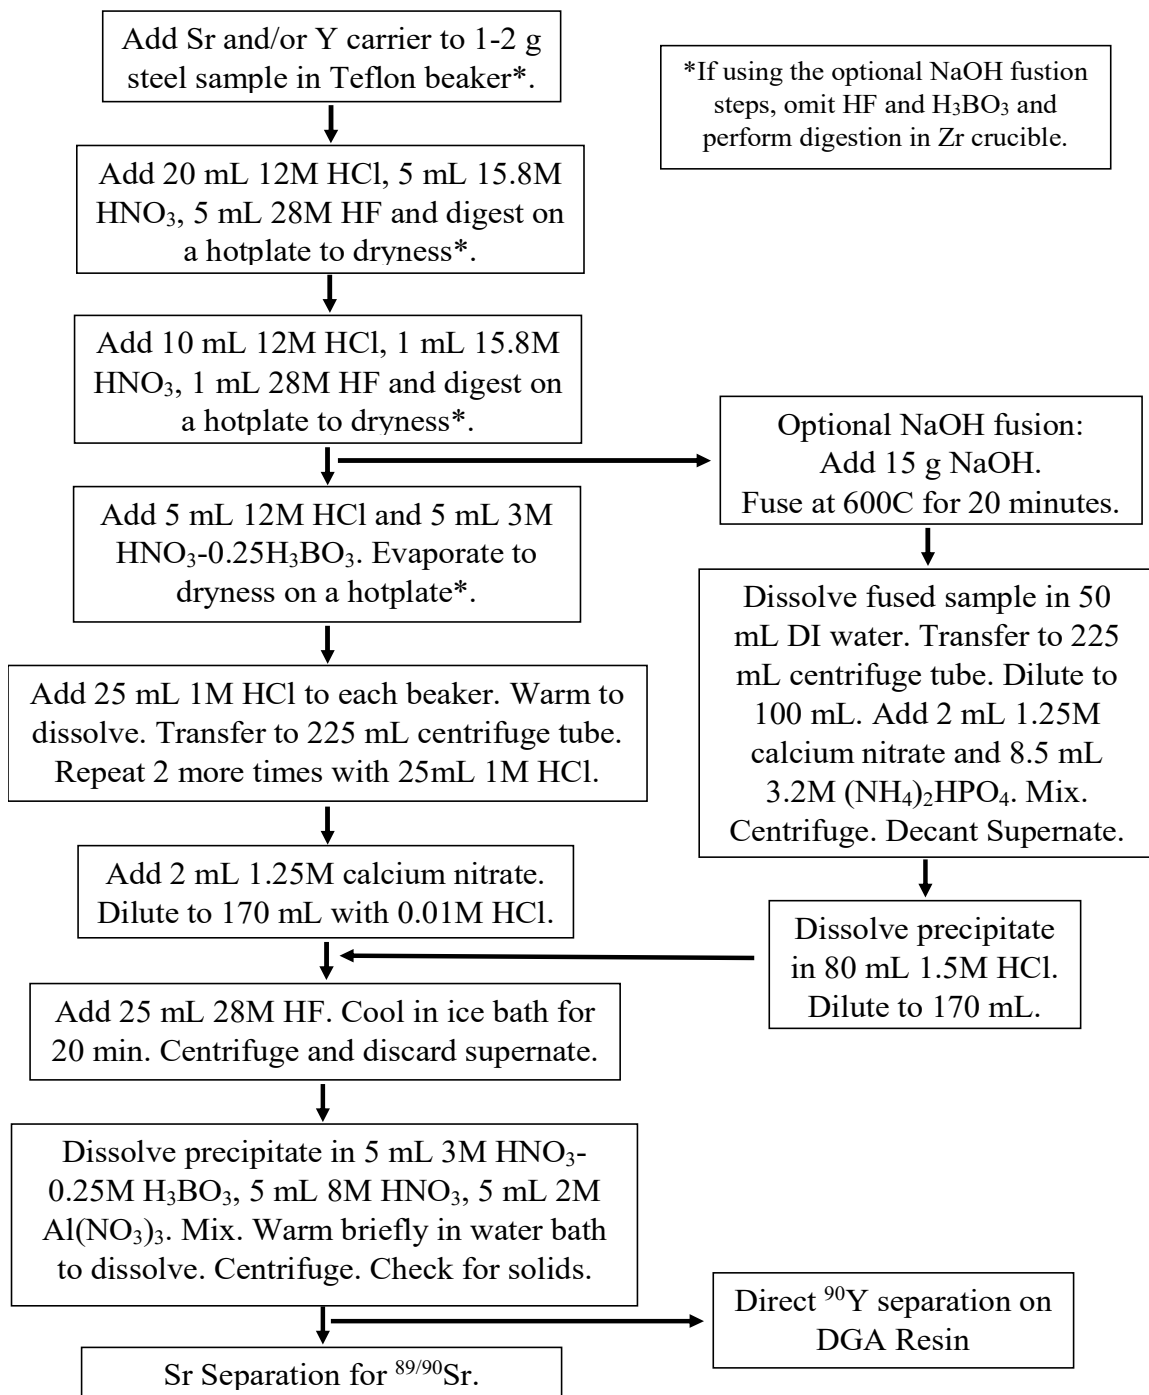 Add Sr and/or Y carrier to 1-2 g
steel sample in Teflon beaker*.
*If using the optional NaOH fustion
steps, omit HF and H₃BO₃ and
perform digestion in Zr crucible.
Add 20 mL 12M HCl, 5 mL 15.8M
HNO₃, 5 mL 28M HF and digest on
a hotplate to dryness*.
Add 10 mL 12M HCl, 1 mL 15.8M
HNO₃, 1 mL 28M HF and digest on
a hotplate to dryness*.
Optional NaOH fusion:
Add 15 g NaOH.
Fuse at 600C for 20 minutes.
Add 5 mL 12M HCl and 5 mL 3M
HNO₃-0.25H₃BO₃. Evaporate to
dryness on a hotplate*.
Dissolve fused sample in 50
mL DI water. Transfer to 225
mL centrifuge tube. Dilute to
100 mL. Add 2 mL 1.25M
calcium nitrate and 8.5 mL
3.2M (NH₄)₂HPO₄. Mix.
Centrifuge. Decant Supernate.
Add 25 mL 1M HCl to each beaker. Warm to
dissolve. Transfer to 225 mL centrifuge tube.
Repeat 2 more times with 25mL 1M HCl.
Add 2 mL 1.25M calcium nitrate.
Dilute to 170 mL with 0.01M HCl.
Dissolve precipitate
in 80 mL 1.5M HCl.
Dilute to 170 mL.
Add 25 mL 28M HF. Cool in ice bath for
20 min. Centrifuge and discard supernate.
Dissolve precipitate in 5 mL 3M HNO₃-
0.25M H₃BO₃, 5 mL 8M HNO₃, 5 mL 2M
Al(NO₃)₃. Mix. Warm briefly in water bath
to dissolve. Centrifuge. Check for solids.
Direct ⁹⁰Y separation on
DGA Resin
Sr Separation for ⁸⁹/⁹⁰Sr.